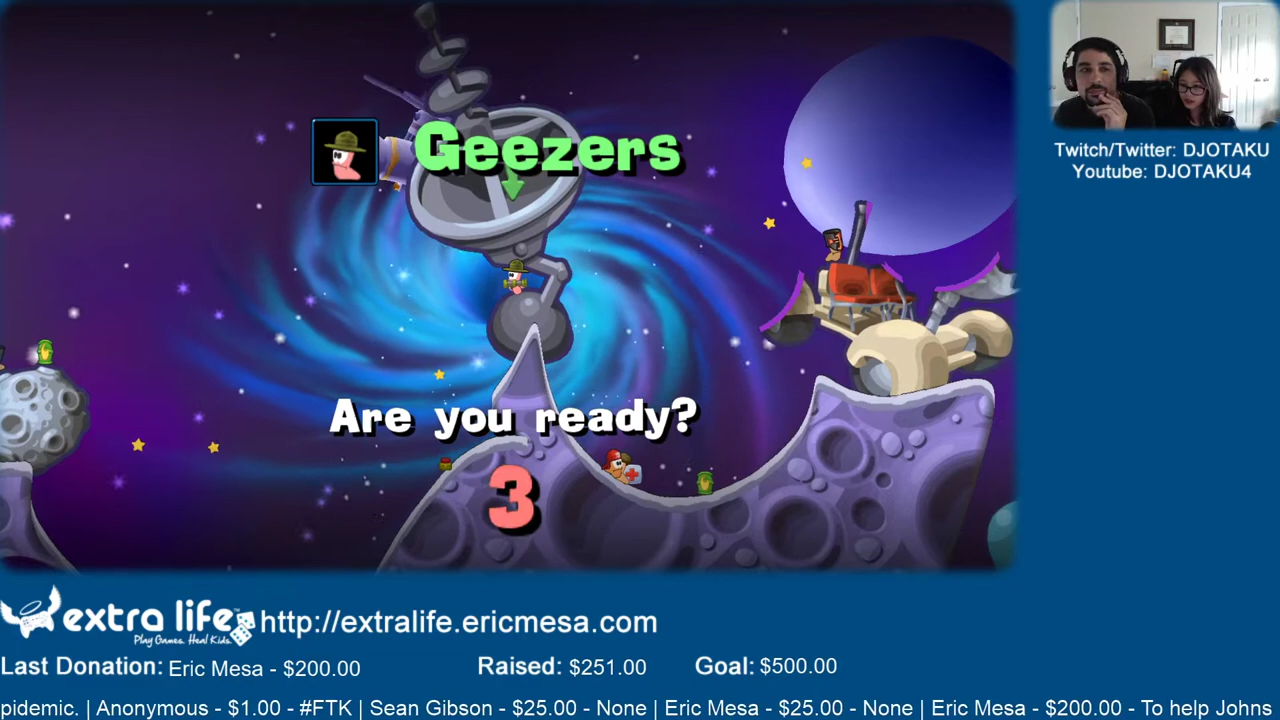 Geezers
Are you ready?
3
Twitch/Twitter: DJOTAKU
Youtube: DJOTAKU4
extra life
Play Games. Heal Kids.
http://extralife.ericmesa.com
Last Donation: Eric Mesa - $200.00
Raised: $251.00
Goal: $500.00
pidemic. | Anonymous - $1.00 - #FTK | Sean Gibson - $25.00 - None | Eric Mesa - $25.00 - None | Eric Mesa - $200.00 - To help Johns